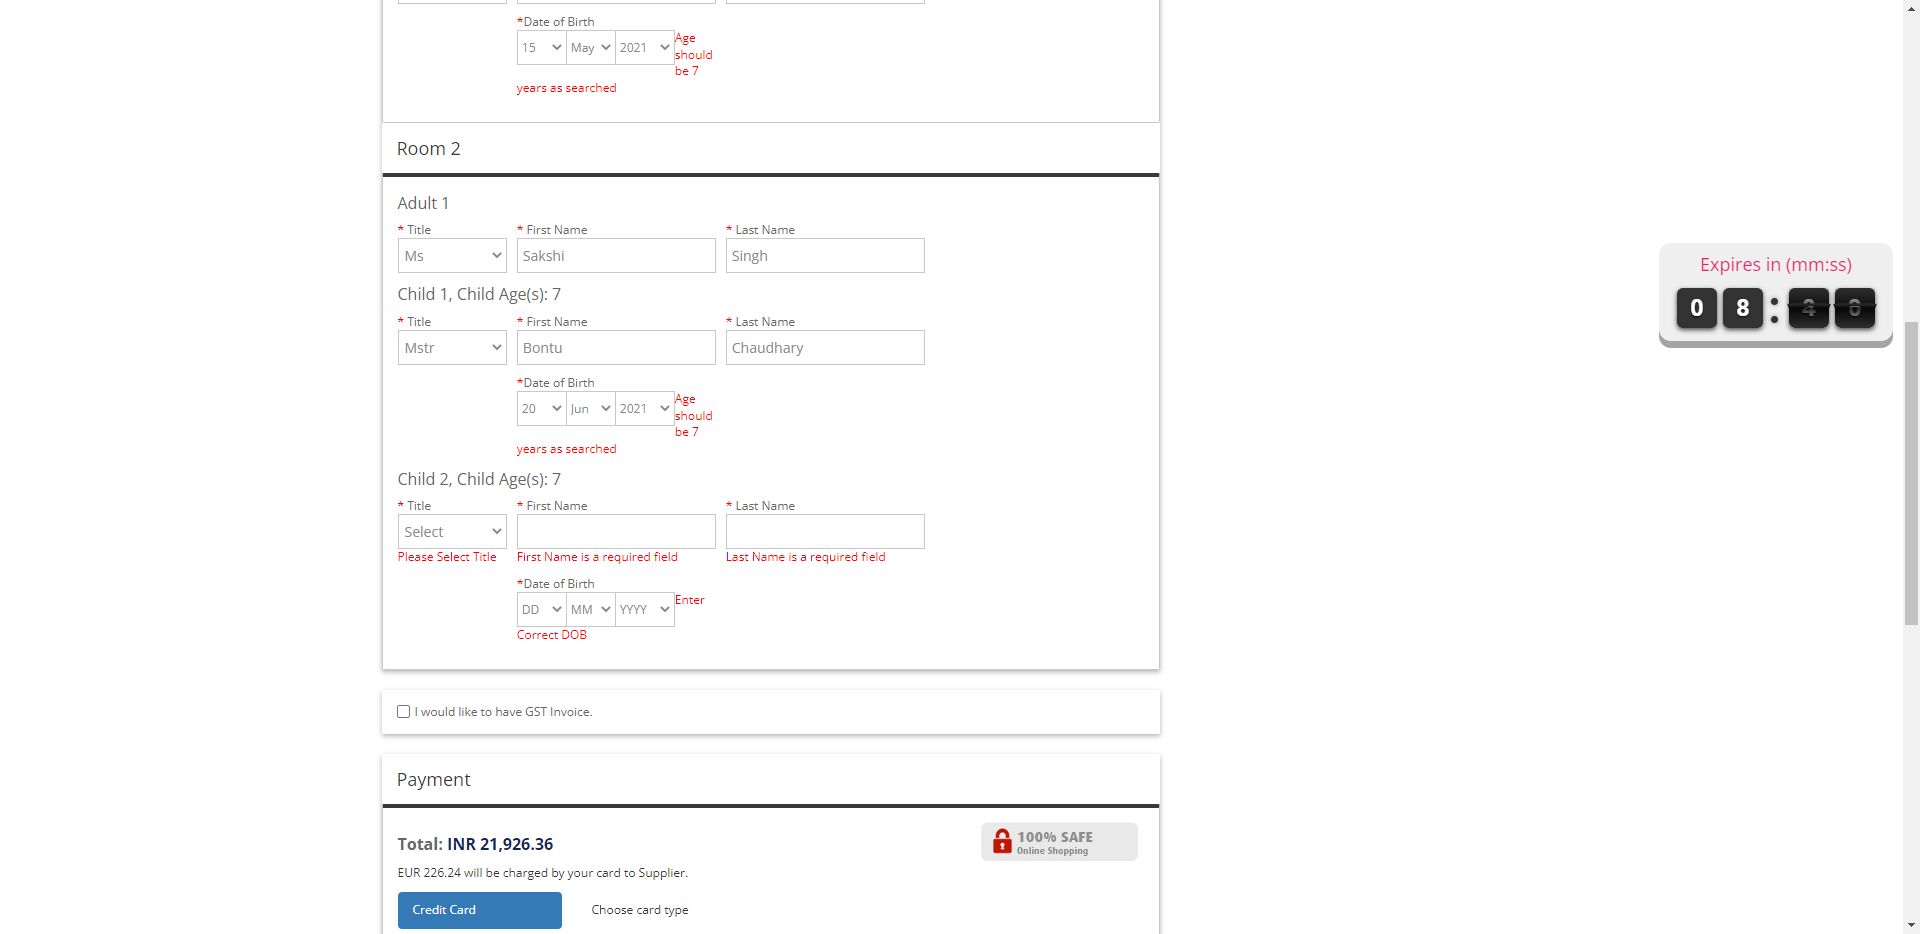 *Date of Birth
15 May 2021 Age
should
be 7
years as searched
Room 2
Adult 1
* Title * First Name * Last Name
Ms Sakshi Singh
Child 1, Child Age(s): 7
* Title * First Name * Last Name
Mstr Bontu Chaudhary
*Date of Birth
20 Jun 2021 Age
should
be 7
years as searched
Child 2, Child Age(s): 7
* Title * First Name * Last Name
Select
Please Select Title First Name is a required field Last Name is a required field
*Date of Birth
DD MM YYYY Enter
Correct DOB
I would like to have GST Invoice.
Payment
Total: INR 21,926.36
100% SAFE
Online Shopping
EUR 226.24 will be charged by your card to Supplier.
Credit Card Choose card type
Expires in (mm:ss)
0 8 :